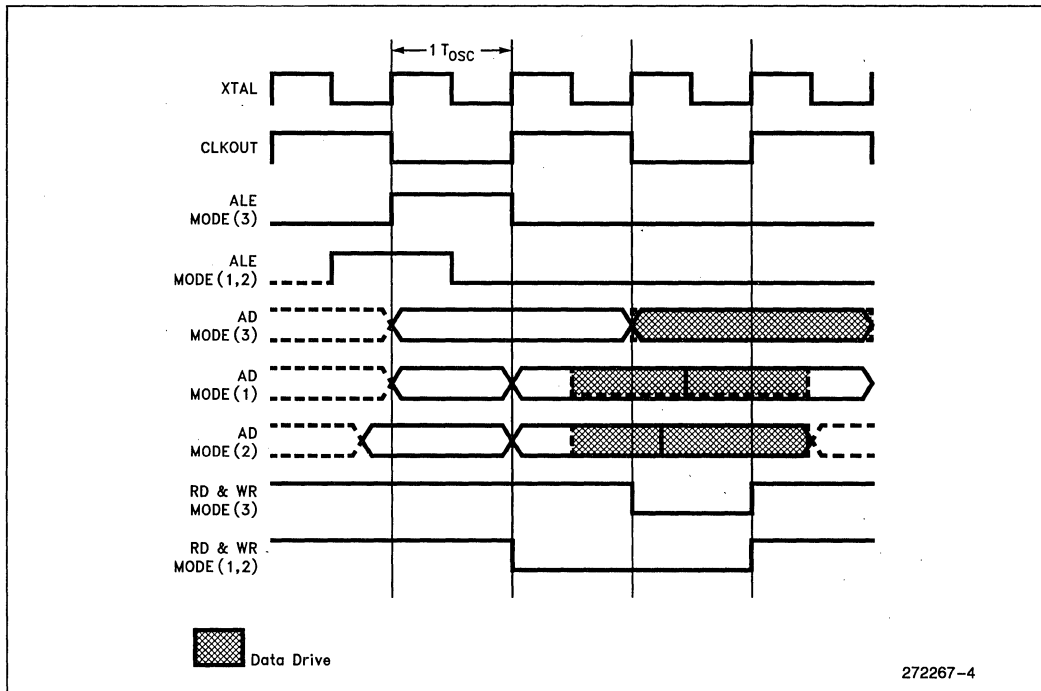 1 TOSC
XTAL
CLKOUT
ALE
MODE(3)
ALE
MODE(1,2)
AD
MODE(3)
AD
MODE(1)
AD
MODE(2)
RD & WR
MODE(3)
RD & WR
MODE(1,2)
Data Drive
272267-4